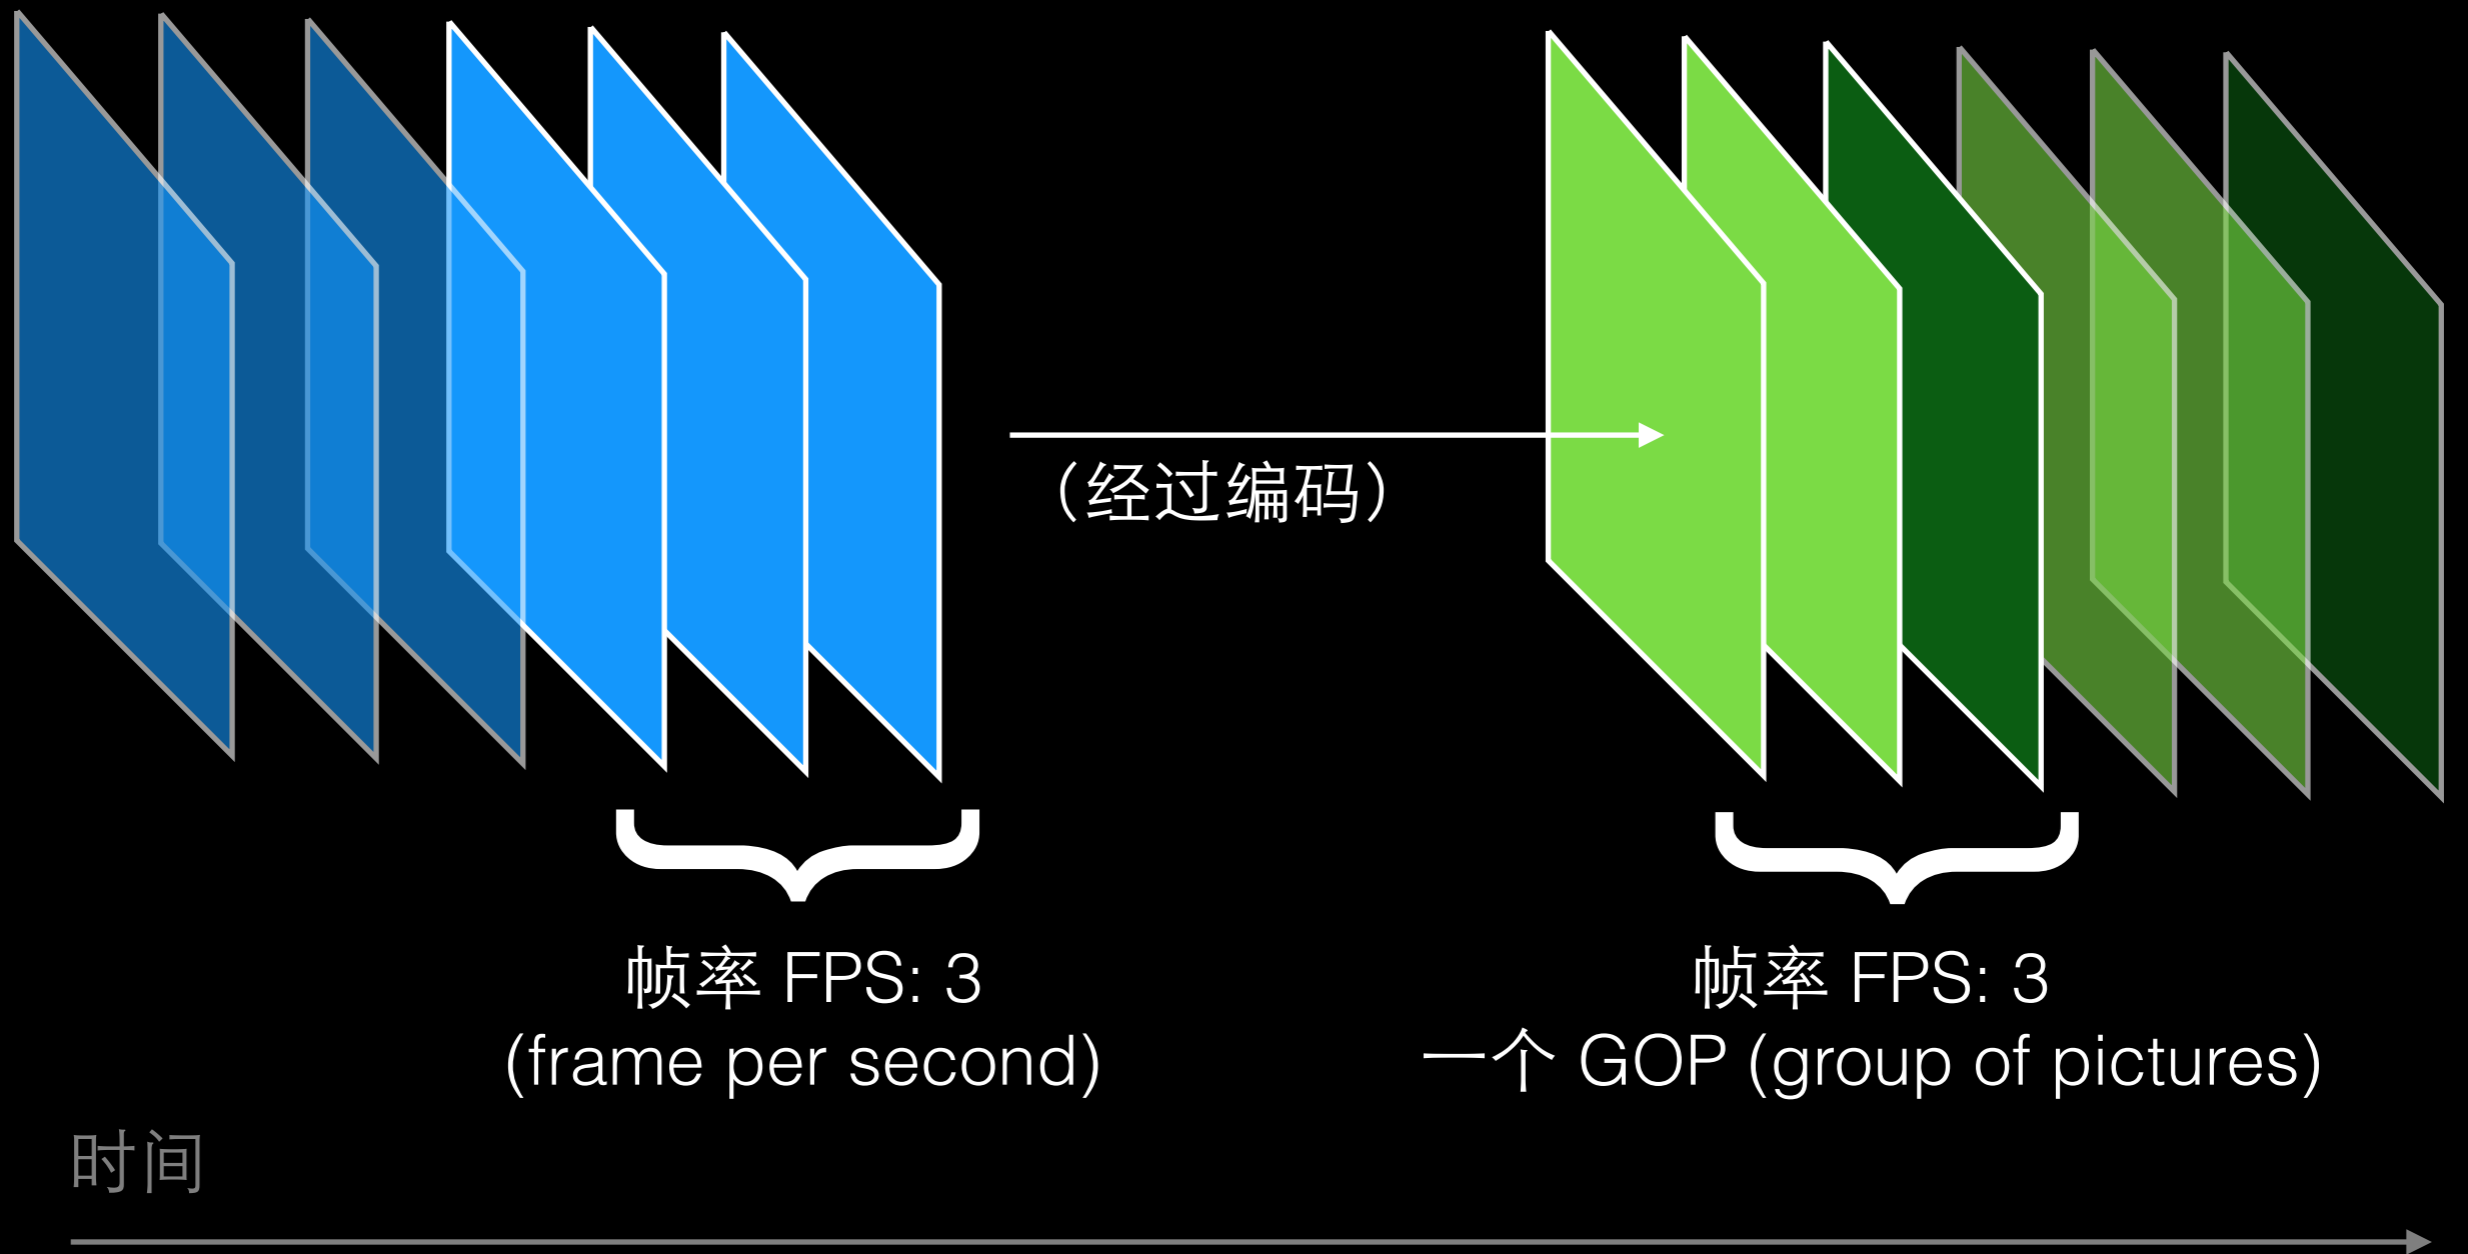 （经过编码）
帧率 FPS: 3
(frame per second)
帧率 FPS: 3
一个 GOP (group of pictures)
时间